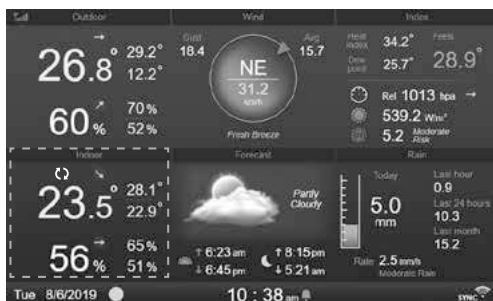 Outdoor
26.8°
29.2°
12.2°
60%
70%
52%
Wind
Gust
18.4
Avg
15.7
NE
31.2
km/h
Fresh Breeze
Index
Heat index
34.2°
Feels
28.9°
Dew point
25.7°
Rel 1013 hpa
539.2 W/m²
5.2 Moderate Risk
Indoor
23.5°
28.1°
22.9°
56%
65%
51%
Forecast
Partly Cloudy
↑ 6:23 am
↓ 6:45 pm
↑ 8:15 pm
↓ 5:21 am
Rain
Today
5.0
mm
Last hour
0.9
Last 24 hours
10.3
Last month
15.2
Rate 2.5 mm/h
Moderate Rain
Tue 8/6/2019
10 : 38 am
SYNC